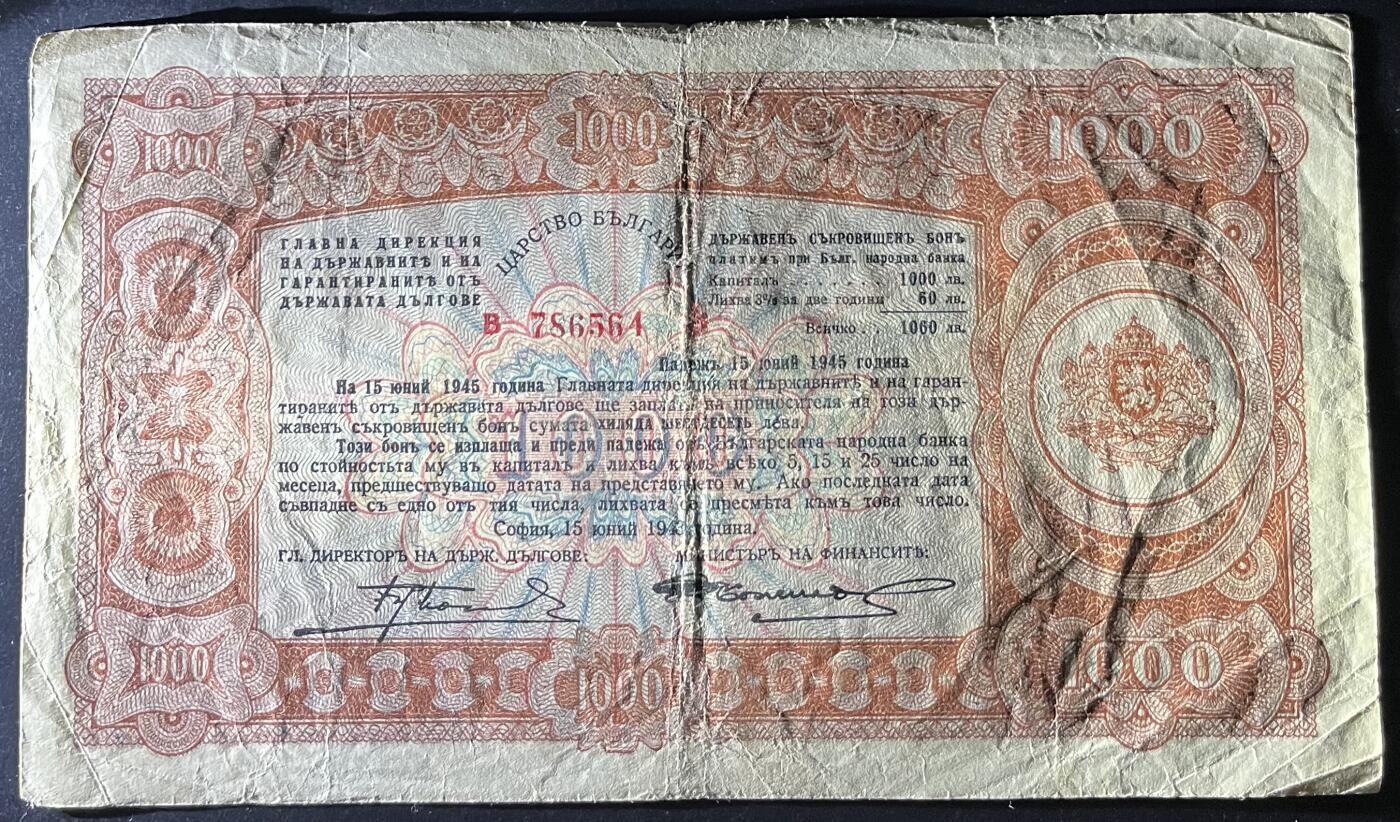 1000
1000
1000
ЦАРСТВО БЪЛГАРИ
ГЛАВНА ДИРЕКЦИЯ
НА ДЪРЖАВНИТѢ И НА
ГАРАНТИРАНИТѢ ОТЪ
ДЪРЖАВАТА ДЪЛГОВЕ
ДЪРЖАВЕНЪ СЪКРОВИЩЕНЪ БОНЪ
платимъ при Бълг. народна банка
Капиталъ . . . . . . . 1000 лв.
Лихва 3% за две години 60 лв.
Всичко . . 1060 лв.
В 786564
Падежъ 15 юний 1945 година
На 15 юний 1945 година Главната дирекция на държавнитѣ и на гаран-
тиранитѣ отъ държавата дългове ще заплати на приносителя на този дър-
жавенъ съкровищенъ бонъ сумата хиляда шестдесеть лева.
Този бонъ се изплаща и преди падежа отъ Българската народна банка
по стойностьта му въ капиталъ и лихва към всѣко 5, 15 и 25 число на
месеца, предшествуващо датата на представянето му. Ако последната дата
съвпадне съ едно отъ тия числа, лихвата се пресмѣта къмъ това число.
София, 15 юний 1943 година.
ГЛ. ДИРЕКТОРЪ НА ДЪРЖ. ДЪЛГОВЕ:
МИНИСТЪРЪ НА ФИНАНСИТѢ:
1000
1000
1000
1000